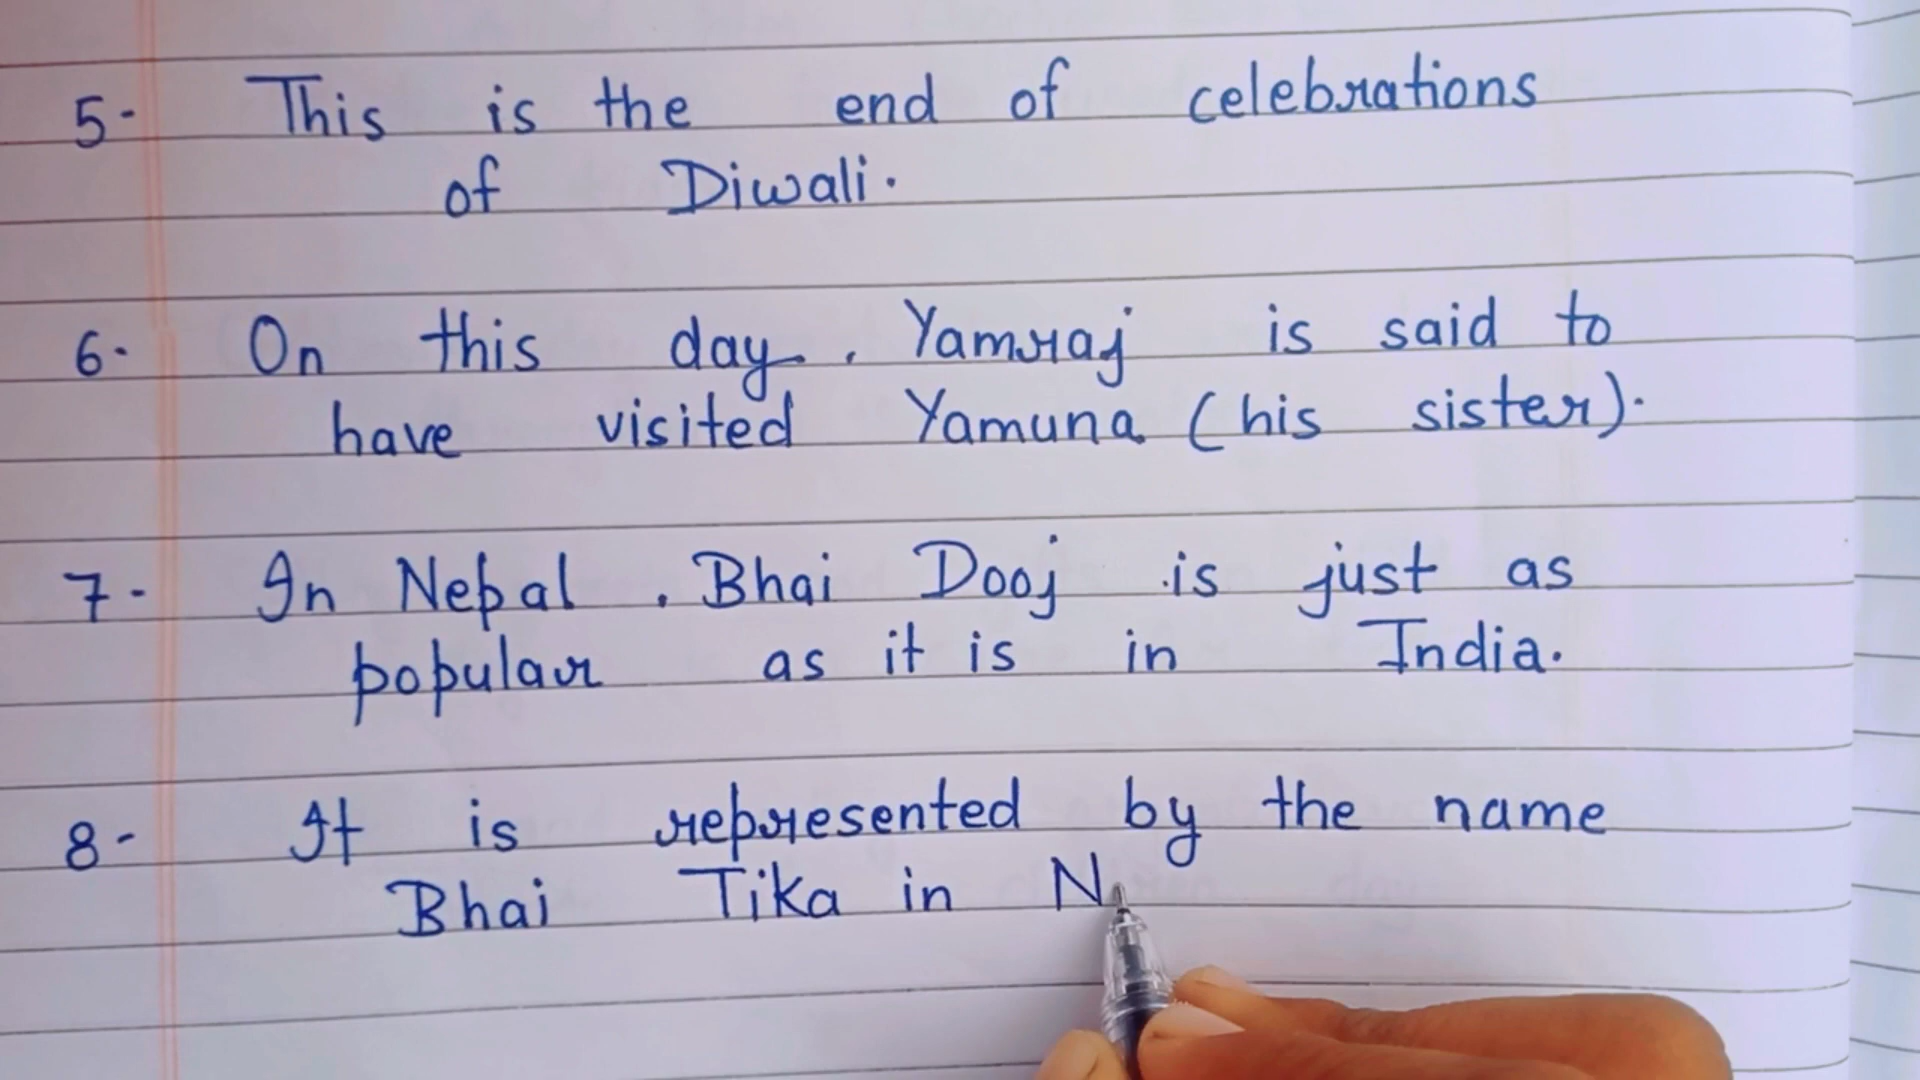 5- This is the end of celebrations
of Diwali.
6. On this day, Yamraj is said to
have visited Yamuna (his sister).
7- In Nepal, Bhai Dooj is just as
popular as it is in India.
8- It is represented by the name
Bhai Tika in N